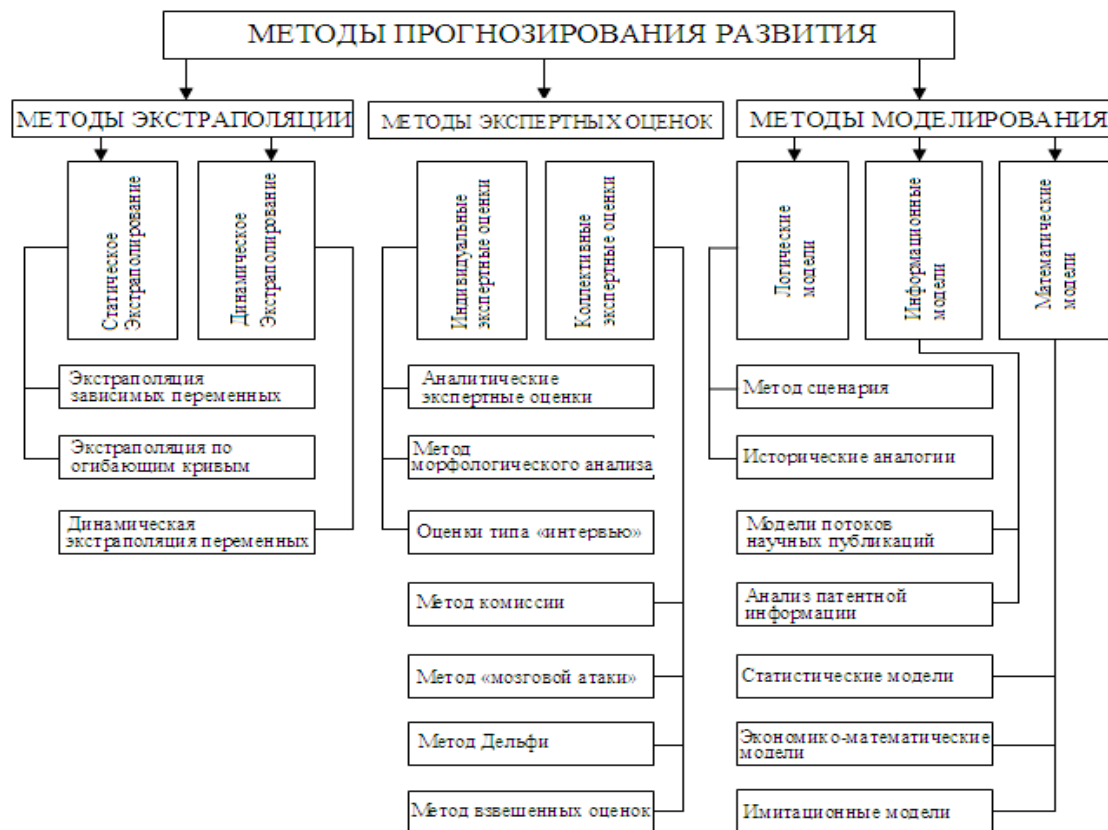 МЕТОДЫ ПРОГНОЗИРОВАНИЯ РАЗВИТИЯ
МЕТОДЫ ЭКСТРАПОЛЯЦИИ
МЕТОДЫ ЭКСПЕРТНЫХ ОЦЕНОК
МЕТОДЫ МОДЕЛИРОВАНИЯ
Статическое
Экстраполирование
Динамическое
Экстраполирование
Индивидуальные
экспертные оценки
Коллективные
экспертные оценки
Логические
модели
Информационные
модели
Математические
модели
Экстраполяция
зависимых переменных
Экстраполяция по
огибающим кривым
Динамическая
экстраполяция переменных
Аналитические
экспертные оценки
Метод
морфологического анализа
Оценки типа «интервью»
Метод комиссии
Метод «мозговой атаки»
Метод Дельфи
Метод взвешенных оценок
Метод сценария
Исторические аналогии
Модели потоков
научных публикаций
Анализ патентной
информации
Статистические модели
Экономико-математические
модели
Имитационные модели